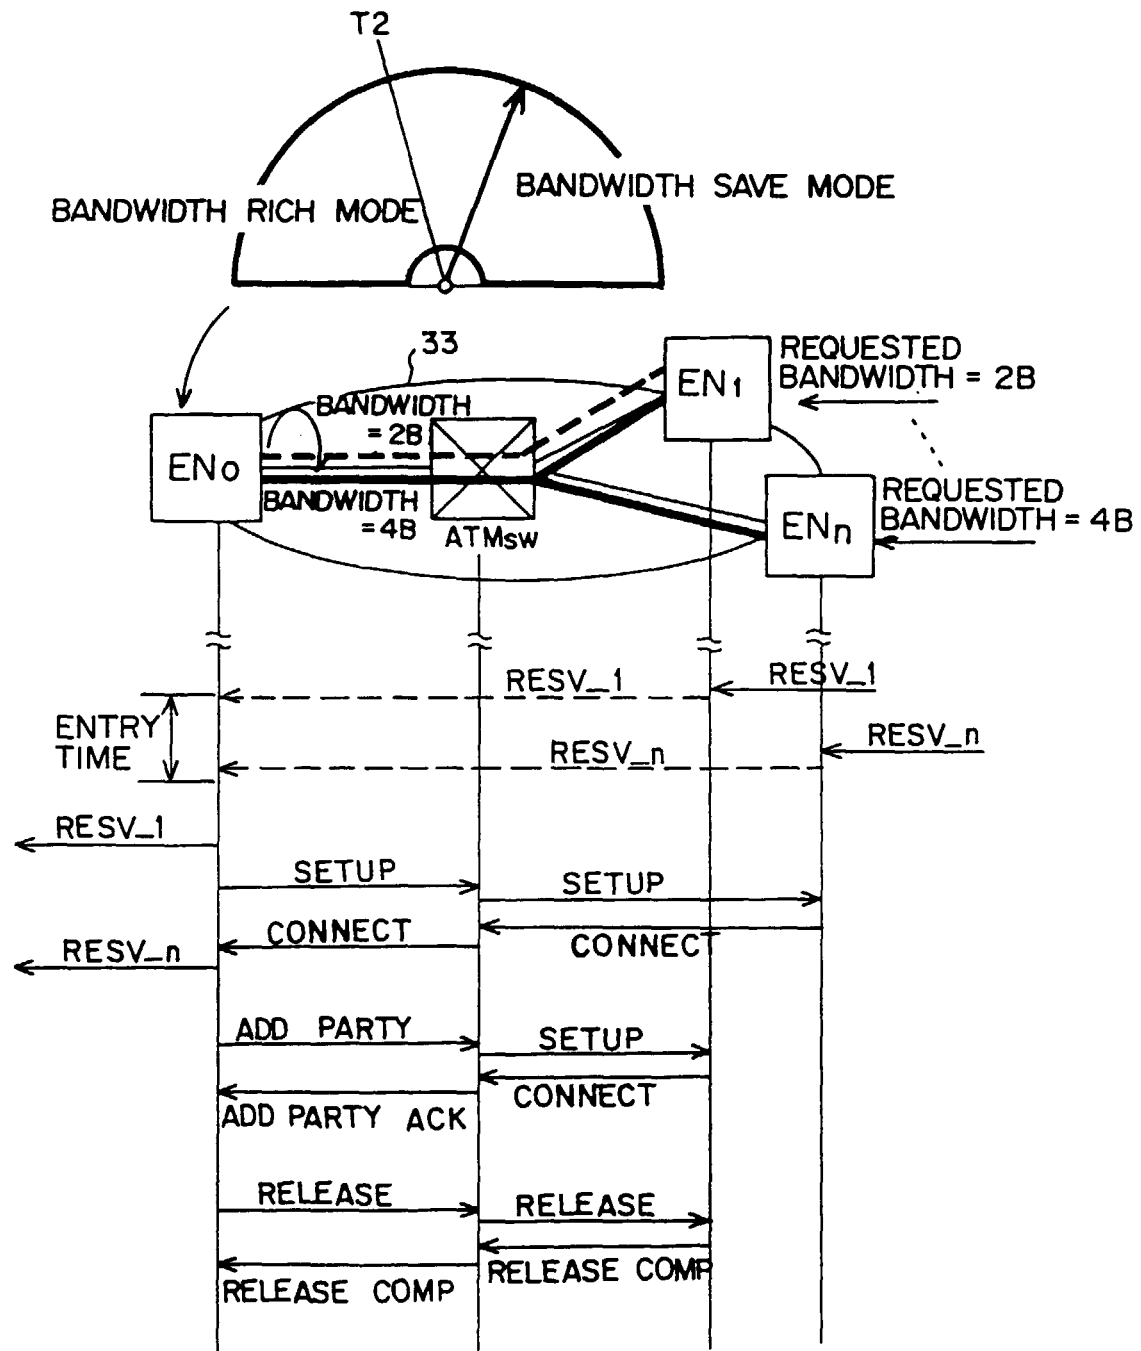 T2
BANDWIDTH RICH MODE
BANDWIDTH SAVE MODE
33
EN1
REQUESTED
BANDWIDTH = 2B
BANDWIDTH
= 2B
EN0
BANDWIDTH
= 4B
ATMSW
ENn
REQUESTED
BANDWIDTH = 4B
RESV_1
RESV_1
ENTRY
TIME
RESV_n
RESV_n
RESV_1
SETUP
SETUP
CONNECT
CONNECT
RESV_n
ADD PARTY
SETUP
CONNECT
ADD PARTY ACK
RELEASE
RELEASE
RELEASE COMP
RELEASE COMP